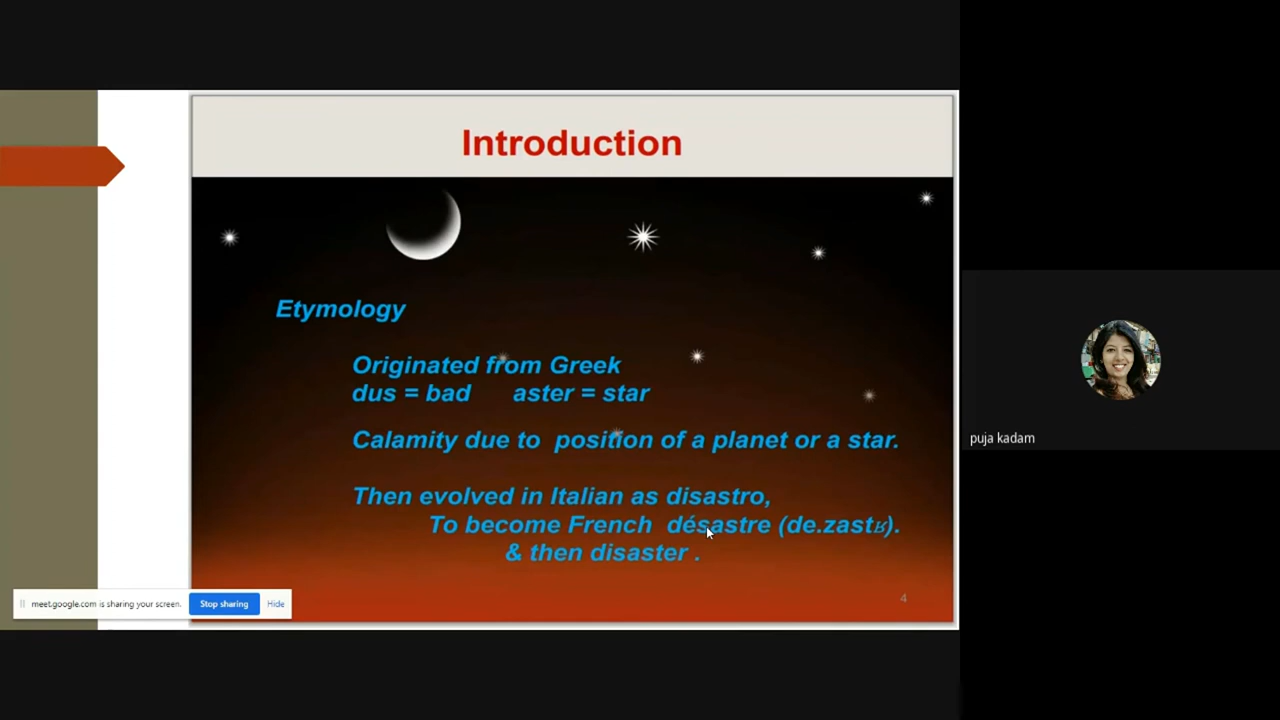 Introduction
Etymology
Originated from Greek
dus = bad aster = star
Calamity due to position of a planet or a star.
Then evolved in Italian as disastro,
To become French désastre (de.zastʁ).
& then disaster .
4
meet.google.com is sharing your screen. Stop sharing Hide
puja kadam